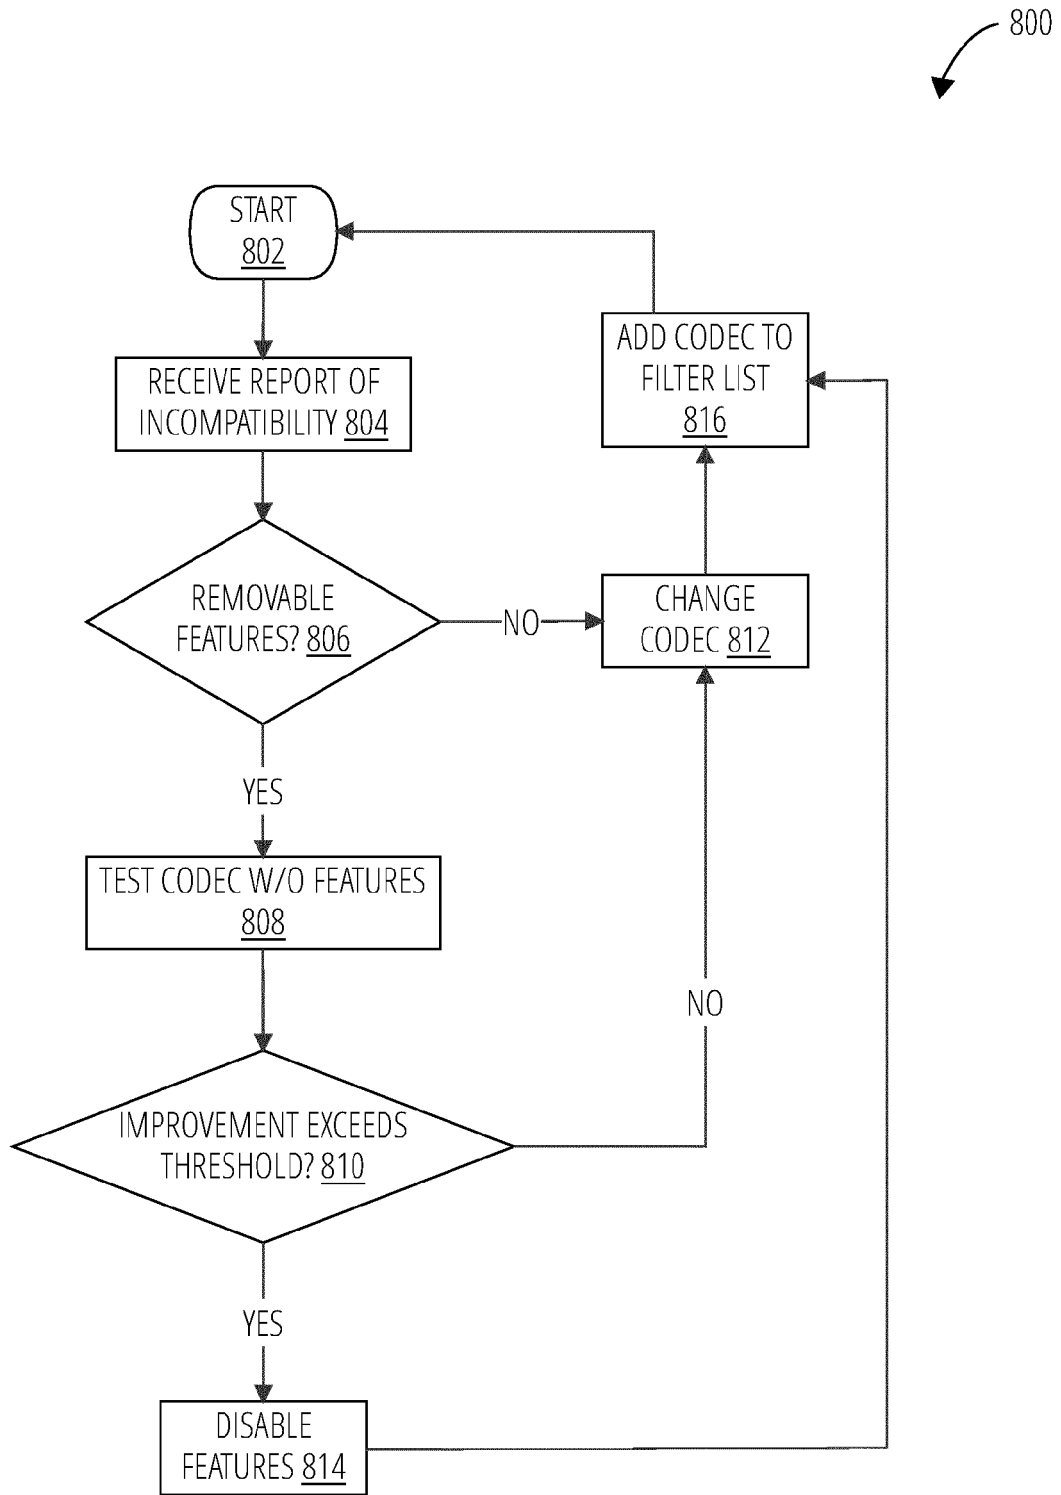 800
START
802
RECEIVE REPORT OF
INCOMPATIBILITY 804
ADD CODEC TO
FILTER LIST
816
REMOVABLE
FEATURES? 806
NO
CHANGE
CODEC 812
YES
TEST CODEC W/O FEATURES
808
NO
IMPROVEMENT EXCEEDS
THRESHOLD? 810
YES
DISABLE
FEATURES 814